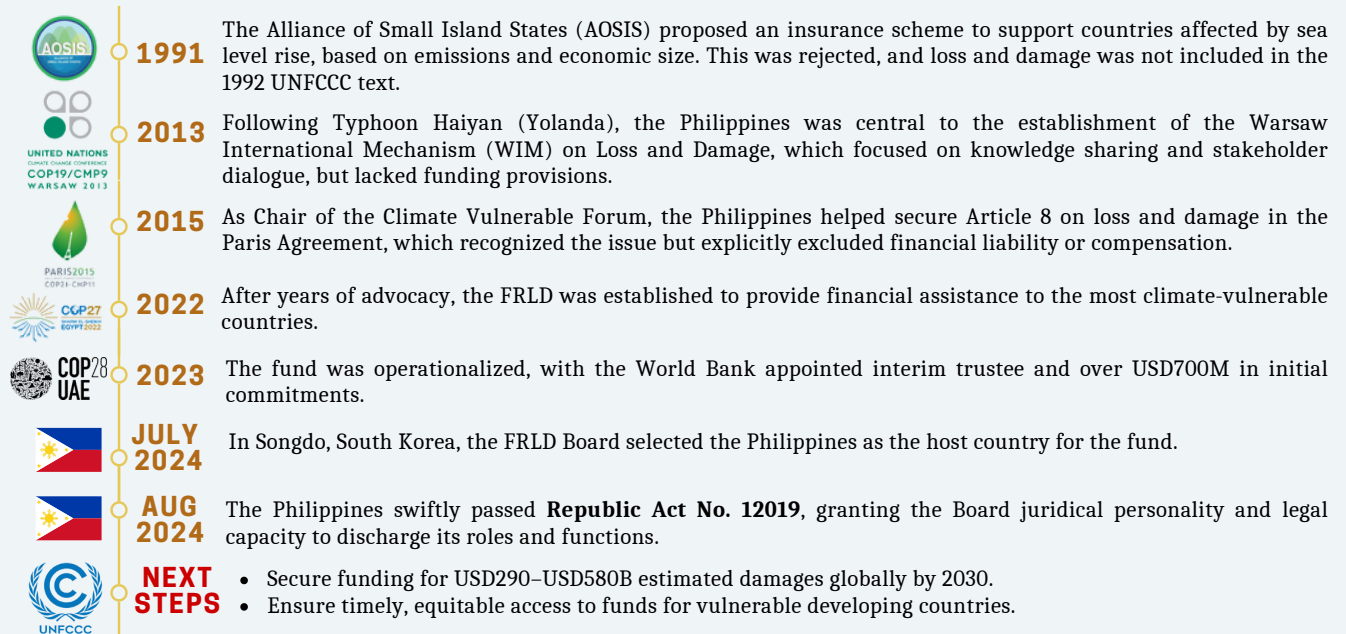 AOSIS
1991
The Alliance of Small Island States (AOSIS) proposed an insurance scheme to support countries affected by sea
level rise, based on emissions and economic size. This was rejected, and loss and damage was not included in the
1992 UNFCCC text.
UNITED NATIONS
CLIMATE CHANGE CONFERENCE
COP19/CMP9
WARSAW 2013
2013
Following Typhoon Haiyan (Yolanda), the Philippines was central to the establishment of the Warsaw
International Mechanism (WIM) on Loss and Damage, which focused on knowledge sharing and stakeholder
dialogue, but lacked funding provisions.
PARIS2015
COP21·CMP11
2015
As Chair of the Climate Vulnerable Forum, the Philippines helped secure Article 8 on loss and damage in the
Paris Agreement, which recognized the issue but explicitly excluded financial liability or compensation.
COP27
EGYPT2022
2022
After years of advocacy, the FRLD was established to provide financial assistance to the most climate-vulnerable
countries.
COP28
UAE
2023
The fund was operationalized, with the World Bank appointed interim trustee and over USD700M in initial
commitments.
JULY
2024
In Songdo, South Korea, the FRLD Board selected the Philippines as the host country for the fund.
AUG
2024
The Philippines swiftly passed Republic Act No. 12019, granting the Board juridical personality and legal
capacity to discharge its roles and functions.
UNFCCC
NEXT
STEPS
• Secure funding for USD290–USD580B estimated damages globally by 2030.
• Ensure timely, equitable access to funds for vulnerable developing countries.